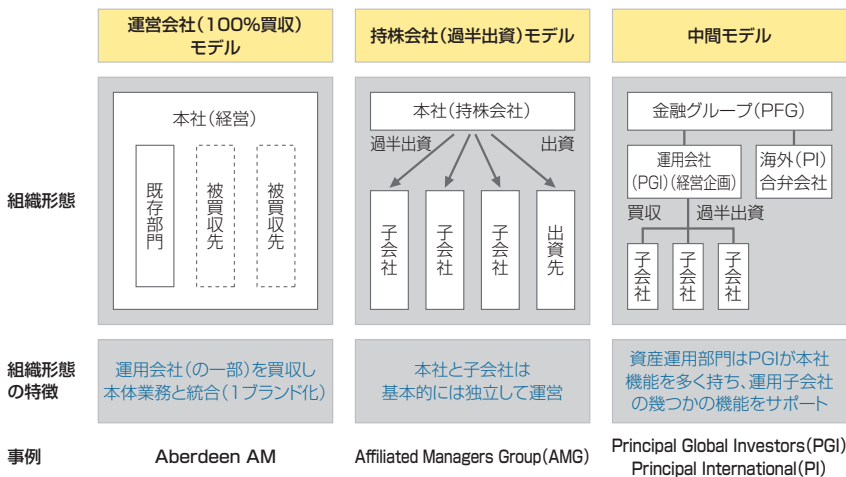 運営会社(100%買収)
モデル
持株会社(過半出資)モデル
中間モデル
組織形態
本社(経営)
既存部門
被買収先
被買収先
本社(持株会社)
過半出資
出資
子会社
子会社
子会社
出資先
金融グループ(PFG)
運用会社
(PGI)(経営企画)
海外(PI)
合弁会社
買収
過半出資
子会社
子会社
子会社
組織形態
の特徴
運用会社(の一部)を買収し
本体業務と統合(1ブランド化)
本社と子会社は
基本的には独立して運営
資産運用部門はPGIが本社
機能を多く持ち、運用子会社
の幾つかの機能をサポート
事例
Aberdeen AM
Affiliated Managers Group(AMG)
Principal Global Investors(PGI)
Principal International(PI)